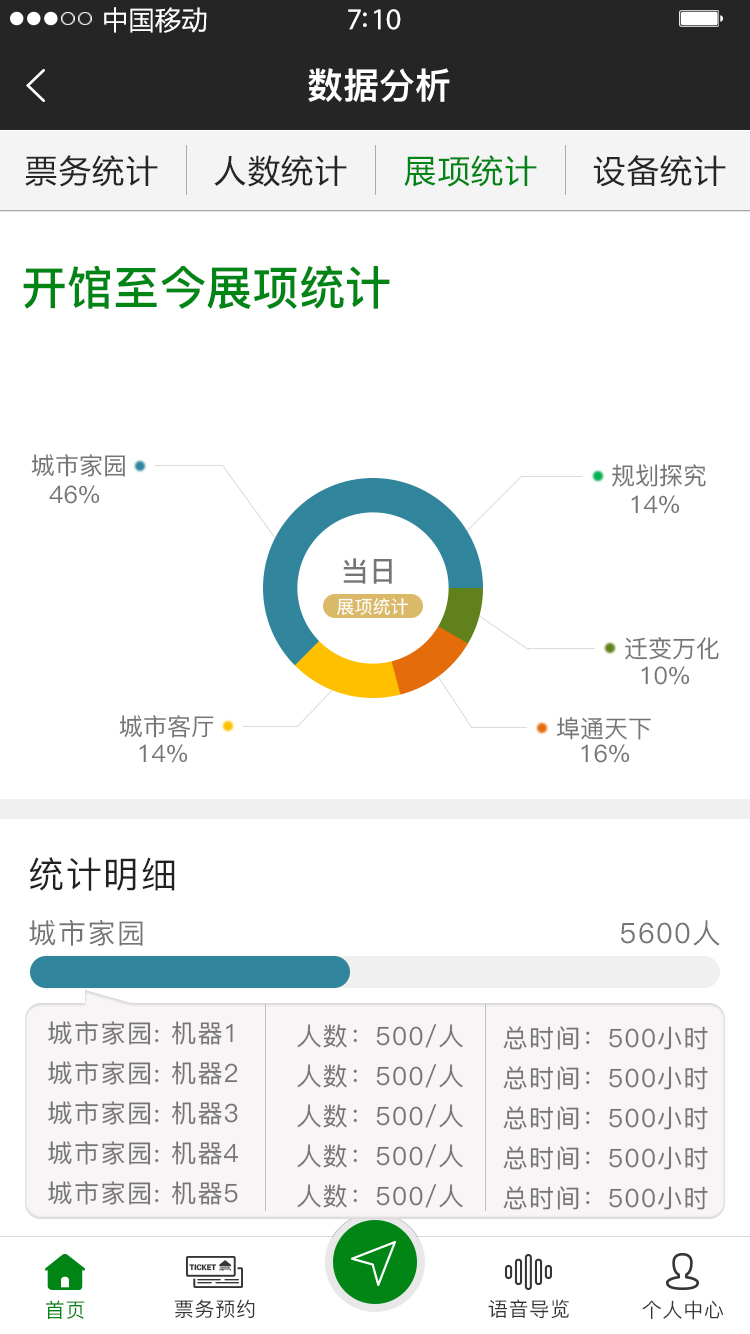 中国移动 7:10
数据分析
票务统计 人数统计 展项统计 设备统计
开馆至今展项统计
城市家园
46%
规划探究
14%
当日
展项统计
迁变万化
10%
城市客厅
14%
埠通天下
16%
统计明细
城市家园 5600人
城市家园: 机器1 人数: 500/人 总时间: 500小时
城市家园: 机器2 人数: 500/人 总时间: 500小时
城市家园: 机器3 人数: 500/人 总时间: 500小时
城市家园: 机器4 人数: 500/人 总时间: 500小时
城市家园: 机器5 人数: 500/人 总时间: 500小时
TICKET
首页 票务预约 语音导览 个人中心